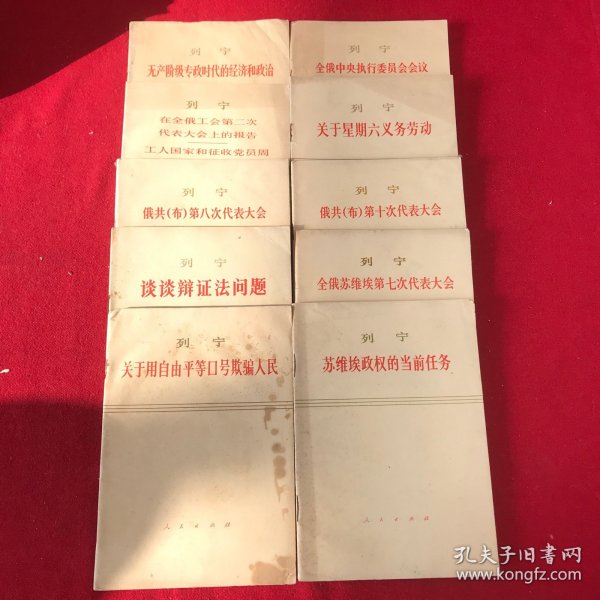 列 宁
无产阶级专政时代的经济和政治
列 宁
在全俄工会第二次
代表大会上的报告
工人国家和征收党员周
列 宁
俄共(布)第八次代表大会
列 宁
谈谈辩证法问题
列 宁
关于用自由平等口号欺骗人民
人民出版社
列 宁
全俄中央执行委员会会议
列 宁
关于星期六义务劳动
列 宁
俄共(布)第十次代表大会
列 宁
全俄苏维埃第七次代表大会
列 宁
苏维埃政权的当前任务
人民出版社
孔夫子旧书网
www.kongfz.com